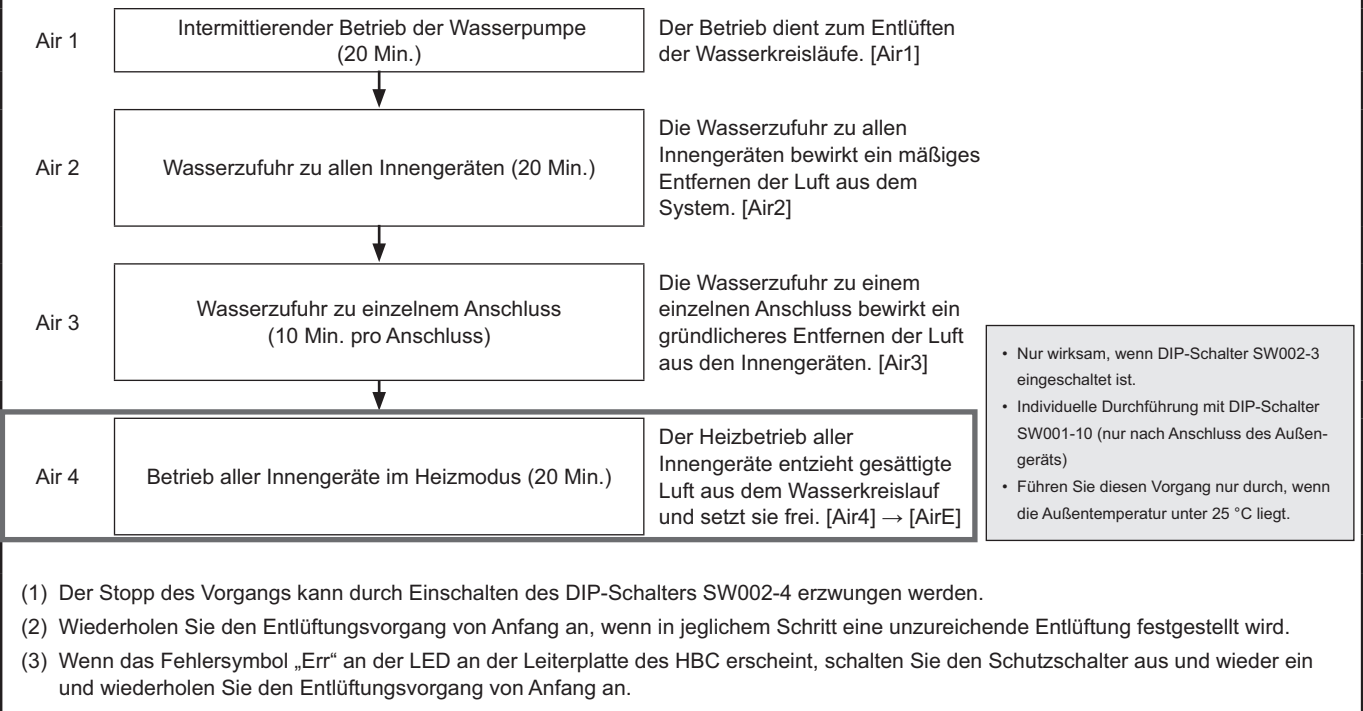 Air 1
Intermittierender Betrieb der Wasserpumpe
(20 Min.)
Der Betrieb dient zum Entlüften
der Wasserkreisläufe. [Air1]
Air 2
Wasserzufuhr zu allen Innengeräten (20 Min.)
Die Wasserzufuhr zu allen
Innengeräten bewirkt ein mäßiges
Entfernen der Luft aus dem
System. [Air2]
Air 3
Wasserzufuhr zu einzelnem Anschluss
(10 Min. pro Anschluss)
Die Wasserzufuhr zu einem
einzelnen Anschluss bewirkt ein
gründlicheres Entfernen der Luft
aus den Innengeräten. [Air3]
Air 4
Betrieb aller Innengeräte im Heizmodus (20 Min.)
Der Heizbetrieb aller
Innengeräte entzieht gesättigte
Luft aus dem Wasserkreislauf
und setzt sie frei. [Air4] → [AirE]
• Nur wirksam, wenn DIP-Schalter SW002-3
eingeschaltet ist.
• Individuelle Durchführung mit DIP-Schalter
SW001-10 (nur nach Anschluss des Außen-
geräts)
• Führen Sie diesen Vorgang nur durch, wenn
die Außentemperatur unter 25 °C liegt.
(1) Der Stopp des Vorgangs kann durch Einschalten des DIP-Schalters SW002-4 erzwungen werden.
(2) Wiederholen Sie den Entlüftungsvorgang von Anfang an, wenn in jeglichem Schritt eine unzureichende Entlüftung festgestellt wird.
(3) Wenn das Fehlersymbol „Err“ an der LED an der Leiterplatte des HBC erscheint, schalten Sie den Schutzschalter aus und wieder ein
und wiederholen Sie den Entlüftungsvorgang von Anfang an.